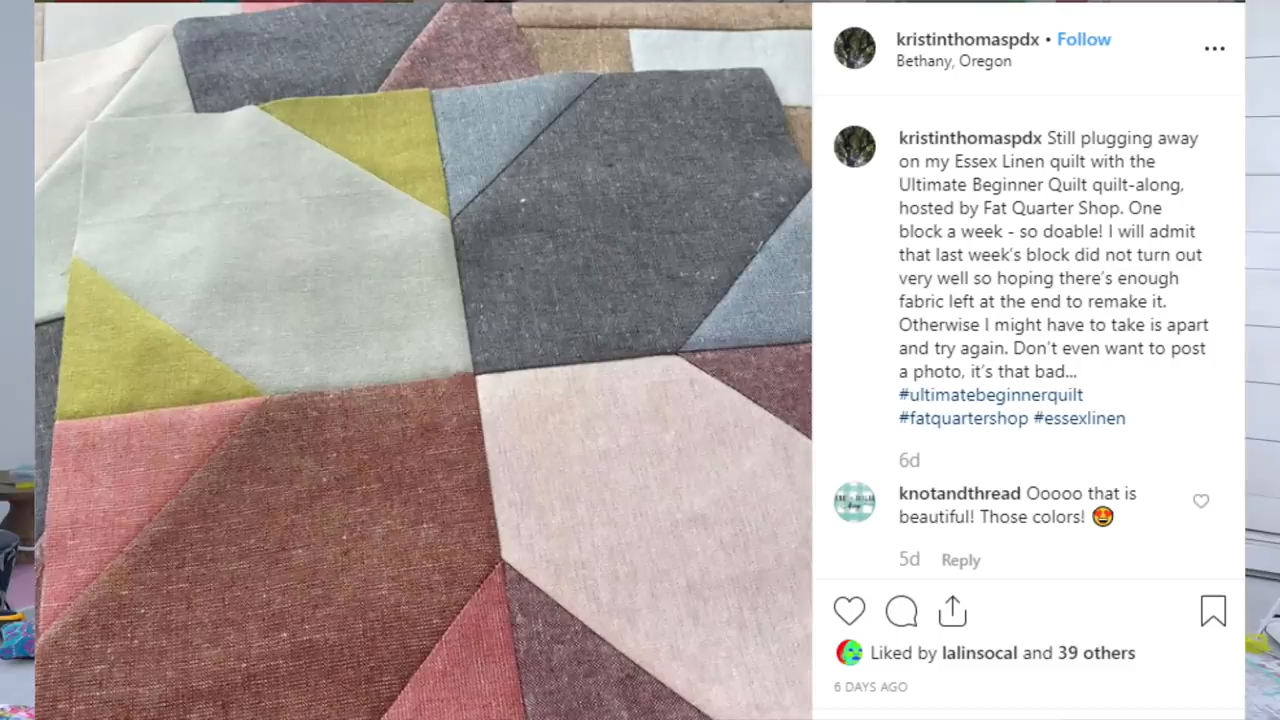 kristinthomaspdx • Follow
Bethany, Oregon
kristinthomaspdx Still plugging away
on my Essex Linen quilt with the
Ultimate Beginner Quilt quilt-along,
hosted by Fat Quarter Shop. One
block a week - so doable! I will admit
that last week's block did not turn out
very well so hoping there's enough
fabric left at the end to remake it.
Otherwise I might have to take is apart
and try again. Don't even want to post
a photo, it's that bad...
#ultimatebeginnerquilt
#fatquartershop #essexlinen
6d
knotandthread Ooooo that is
beautiful! Those colors! 😍
5d Reply
Liked by lalinsocal and 39 others
6 DAYS AGO